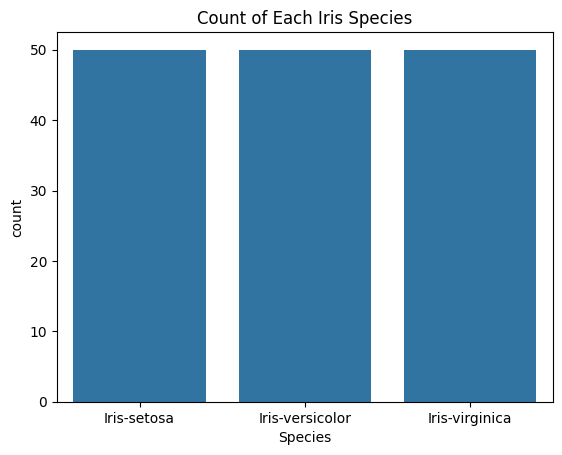 Count of Each Iris Species
count
50
40
30
20
10
0
Iris-setosa Iris-versicolor Iris-virginica
Species